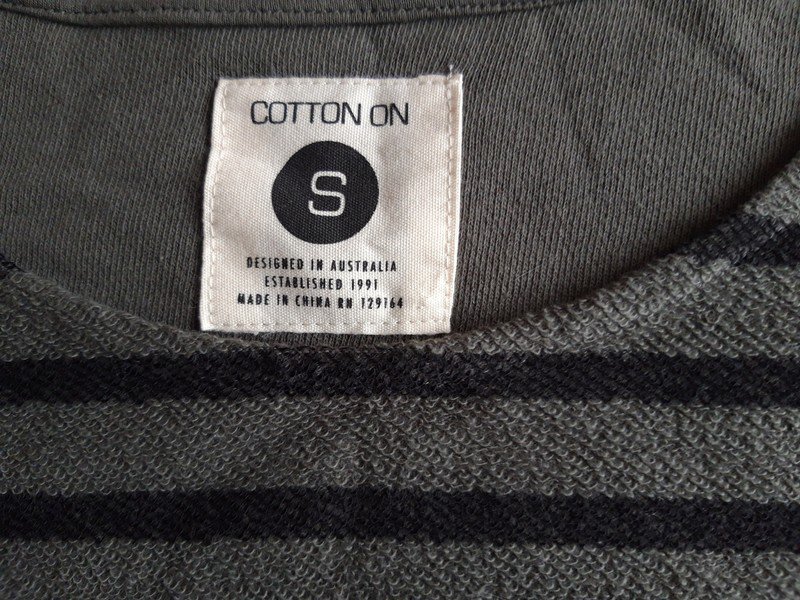 COTTON ON
S
DESIGNED IN AUSTRALIA
ESTABLISHED 1991
MADE IN CHINA RN 129164